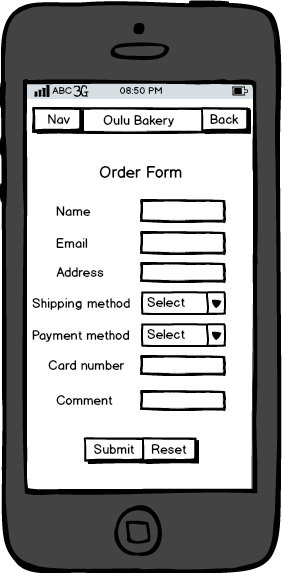 ABC 3G 08:50 PM
Nav Oulu Bakery Back
Order Form
Name
Email
Address
Shipping method Select
Payment method Select
Card number
Comment
Submit Reset